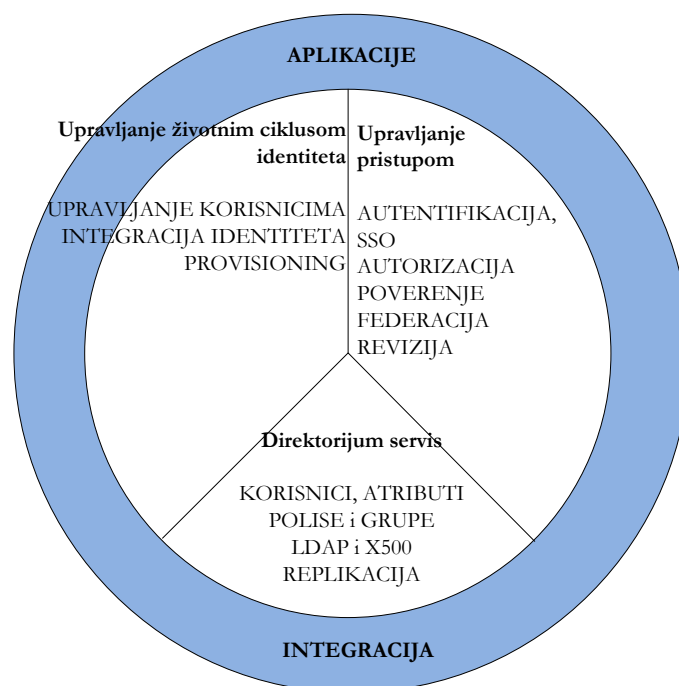 APLIKACIJE
Upravljanje životnim ciklusom
identiteta
UPRAVLJANJE KORISNICIMA
INTEGRACIJA IDENTITETA
PROVISIONING
Upravljanje
pristupom
AUTENTIFIKACIJA,
SSO
AUTORIZACIJA
POVERENJE
FEDERACIJA
REVIZIJA
Direktorijum servis
KORISNICI, ATRIBUTI
POLISE i GRUPE
LDAP i X500
REPLIKACIJA
INTEGRACIJA